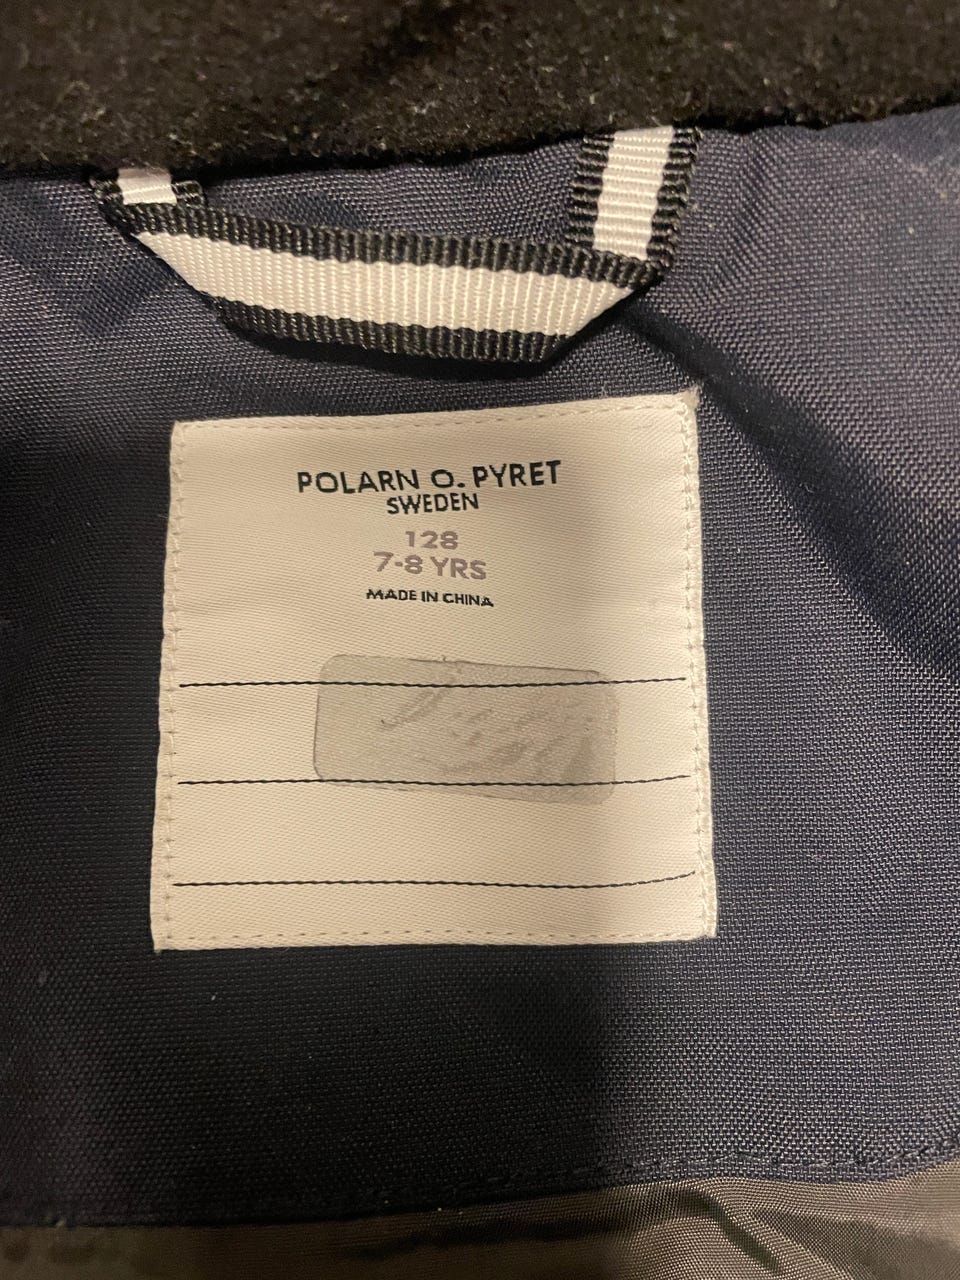 POLARN O. PYRET
SWEDEN
128
7-8 YRS
MADE IN CHINA